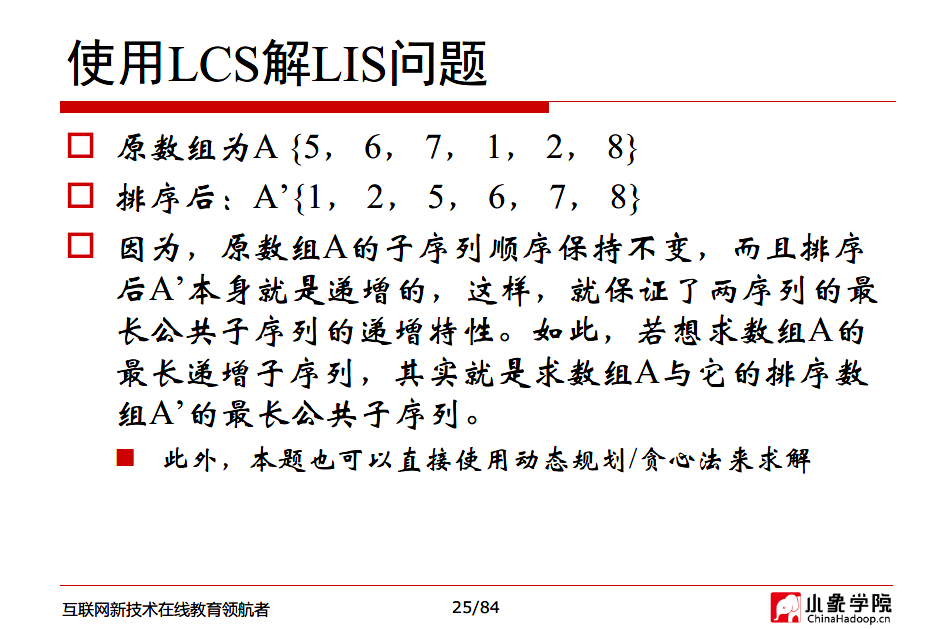 使用LCS解LIS问题
原数组为A {5， 6， 7， 1， 2， 8}
排序后：A’{1， 2， 5， 6， 7， 8}
因为，原数组A的子序列顺序保持不变，而且排序
后A’本身就是递增的，这样，就保证了两序列的最
长公共子序列的递增特性。如此，若想求数组A的
最长递增子序列，其实就是求数组A与它的排序数
组A’的最长公共子序列。
此外，本题也可以直接使用动态规划/贪心法来求解
互联网新技术在线教育领航者
25/84
小象学院
ChinaHadoop.cn